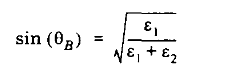 sin (θ_B) = √(ε₁ / (ε₁ + ε₂))